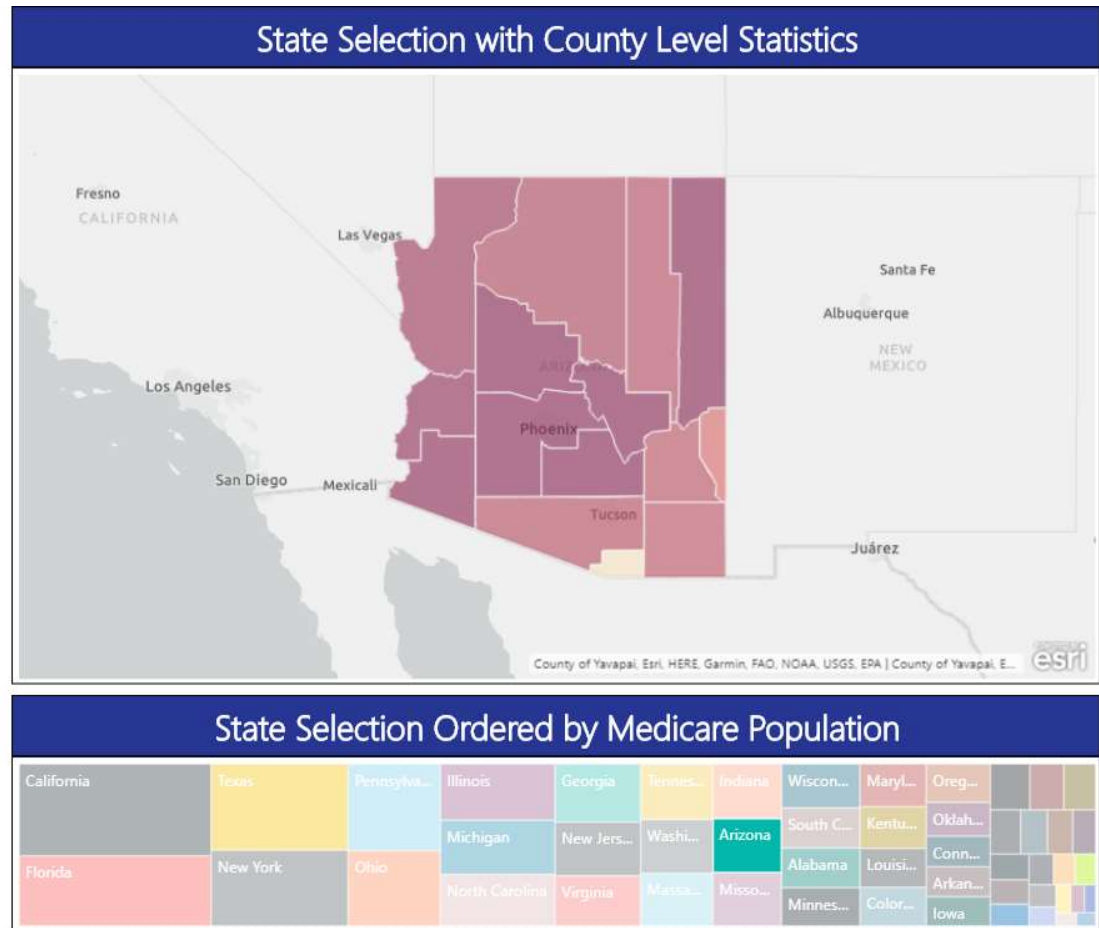 State Selection with County Level Statistics
Fresno
CALIFORNIA
Las Vegas
Santa Fe
Albuquerque
NEW
MEXICO
ARIZONA
Los Angeles
Phoenix
San Diego
Mexicali
Tucson
Juárez
County of Yavapai, Esri, HERE, Garmin, FAO, NOAA, USGS, EPA | County of Yavapai, E...
esri
State Selection Ordered by Medicare Population
California
Texas
Pennsylva...
Illinois
Georgia
Tennes...
Indiana
Wiscon...
Maryl...
Oreg...
Michigan
New Jers...
Washi...
Arizona
South C...
Kentu...
Oklah...
Florida
New York
Ohio
North Carolina
Virginia
Massa...
Misso...
Alabama
Louisi...
Conn...
Arkan...
Minnes...
Color...
Iowa